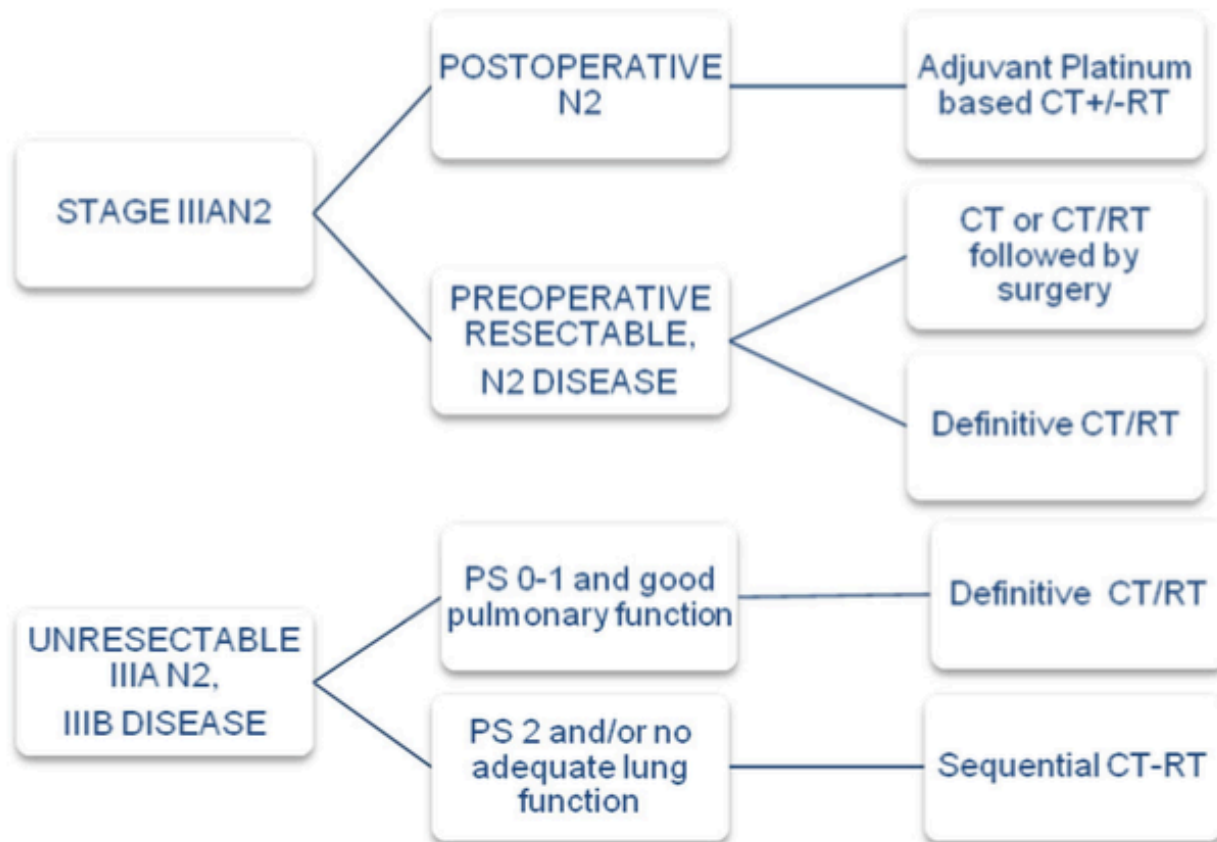 POSTOPERATIVE
N2
Adjuvant Platinum
based CT+/-RT
STAGE IIIAN2
CT or CT/RT
followed by
surgery
PREOPERATIVE
RESECTABLE,
N2 DISEASE
Definitive CT/RT
PS 0-1 and good
pulmonary function
Definitive CT/RT
UNRESECTABLE
IIIA N2,
IIIB DISEASE
PS 2 and/or no
adequate lung
function
Sequential CT-RT